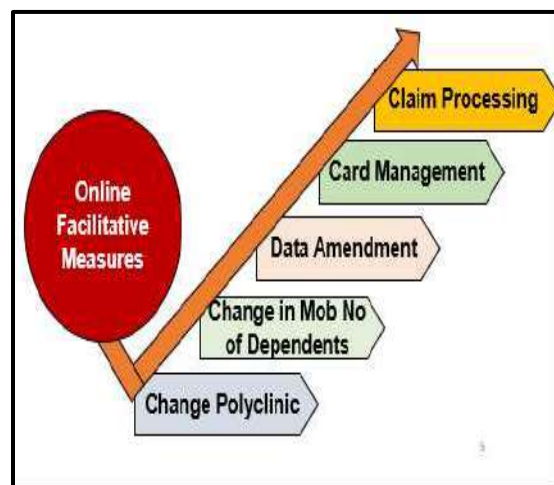 Online
Facilitative
Measures
Claim Processing
Card Management
Data Amendment
Change in Mob No
of Dependents
Change Polyclinic